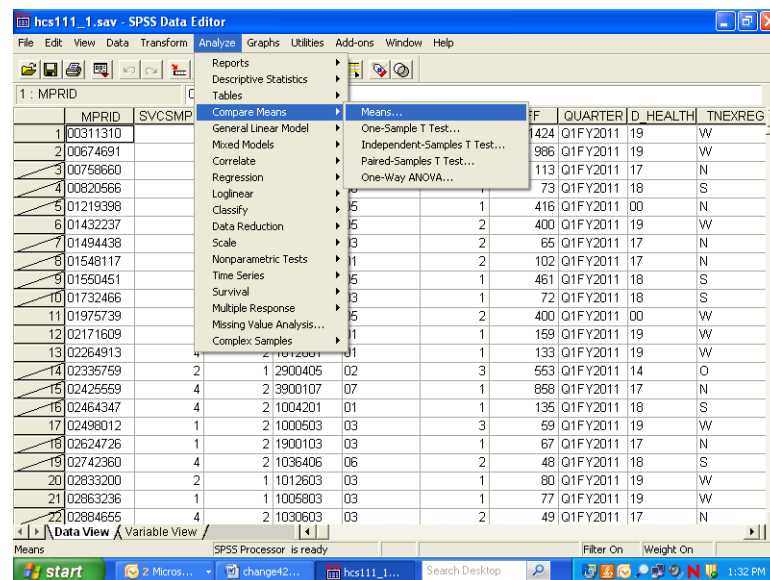 hcs111_1.sav - SPSS Data Editor
File Edit View Data Transform Analyze Graphs Utilities Add-ons Window Help
1 : MPRID
Reports
Descriptive Statistics
Tables
Compare Means
General Linear Model
Mixed Models
Correlate
Regression
Loglinear
Classify
Data Reduction
Scale
Nonparametric Tests
Time Series
Survival
Multiple Response
Missing Value Analysis...
Complex Samples
Means...
One-Sample T Test...
Independent-Samples T Test...
Paired-Samples T Test...
One-Way ANOVA...
MPRID SVCSMP FF QUARTER D_HEALTH TNEXREG
1 00311310 1424 Q1FY2011 19 W
2 00674691 986 Q1FY2011 19 W
3 00758660 113 Q1FY2011 17 N
4 00820566 1 73 Q1FY2011 18 S
5 01219398 05 1 416 Q1FY2011 00 N
6 01432237 05 2 400 Q1FY2011 19 W
7 01494438 03 2 65 Q1FY2011 17 N
8 01548117 01 2 102 Q1FY2011 17 N
9 01550451 05 1 461 Q1FY2011 18 S
10 01732466 03 1 72 Q1FY2011 18 S
11 01975739 05 2 400 Q1FY2011 00 W
12 02171609 01 1 159 Q1FY2011 19 W
13 02264913 4 2 1012601 01 1 133 Q1FY2011 19 W
14 02335759 2 1 2900405 02 3 553 Q1FY2011 14 O
15 02425559 4 2 3900107 07 1 858 Q1FY2011 17 N
16 02464347 4 2 1004201 01 1 135 Q1FY2011 18 S
17 02498012 1 2 1000503 03 3 59 Q1FY2011 19 W
18 02624726 1 2 1900103 03 1 67 Q1FY2011 17 N
19 02742360 4 2 1036406 06 2 48 Q1FY2011 18 S
20 02833200 2 1 1012603 03 1 80 Q1FY2011 19 W
21 02863236 1 1 1005803 03 1 77 Q1FY2011 19 W
22 02884655 4 2 1030603 03 2 49 Q1FY2011 17 N
Data View Variable View
Means SPSS Processor is ready Filter On Weight On
start 2 Micros... change42... hcs111_1... Search Desktop 1:32 PM